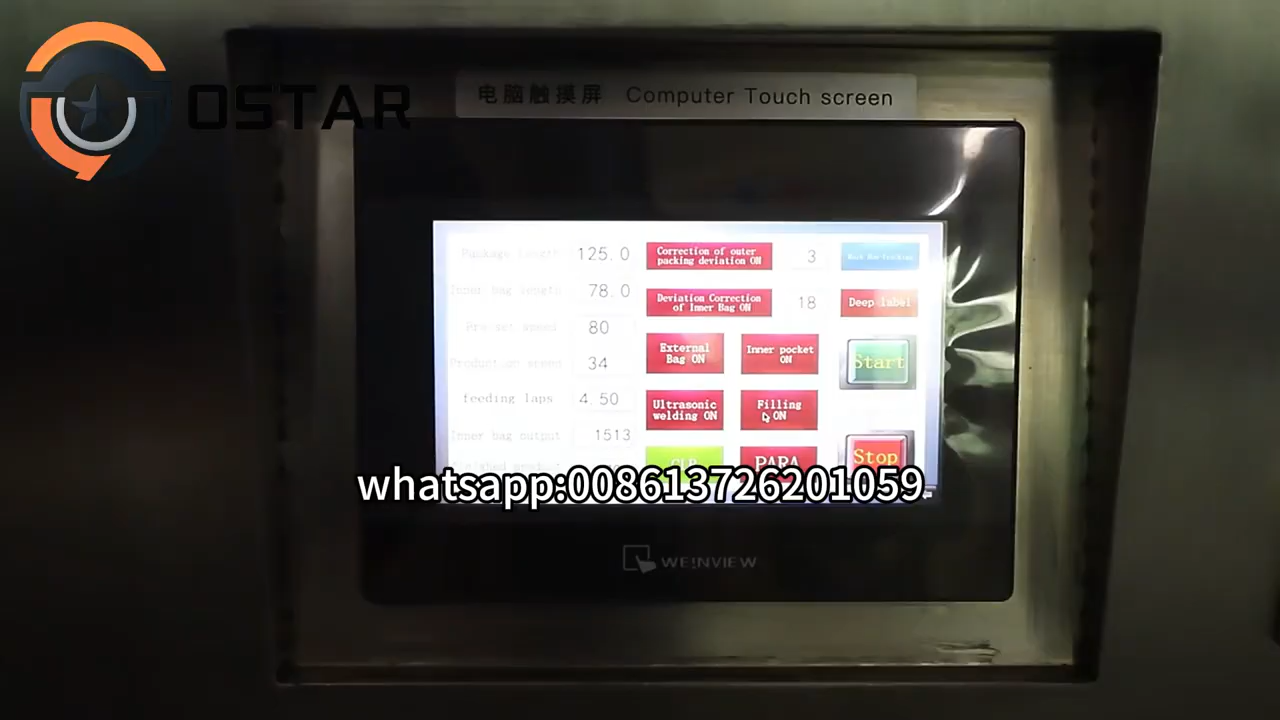 OSTAR
电脑触摸屏 Computer Touch screen
Package length 125.0
Inner bag length 78.0
Pre set speed 80
Production speed 34
feeding laps 4.50
Inner bag output 1513
Correction of outer
packing deviation ON
3
Deviation Correction
of Inner Bag ON
18
Deep label
External
Bag ON
Inner pocket
ON
Start
Ultrasonic
welding ON
Filling
ON
CLR
PARA
Stop
whatsapp:008613726201059
WEINVIEW